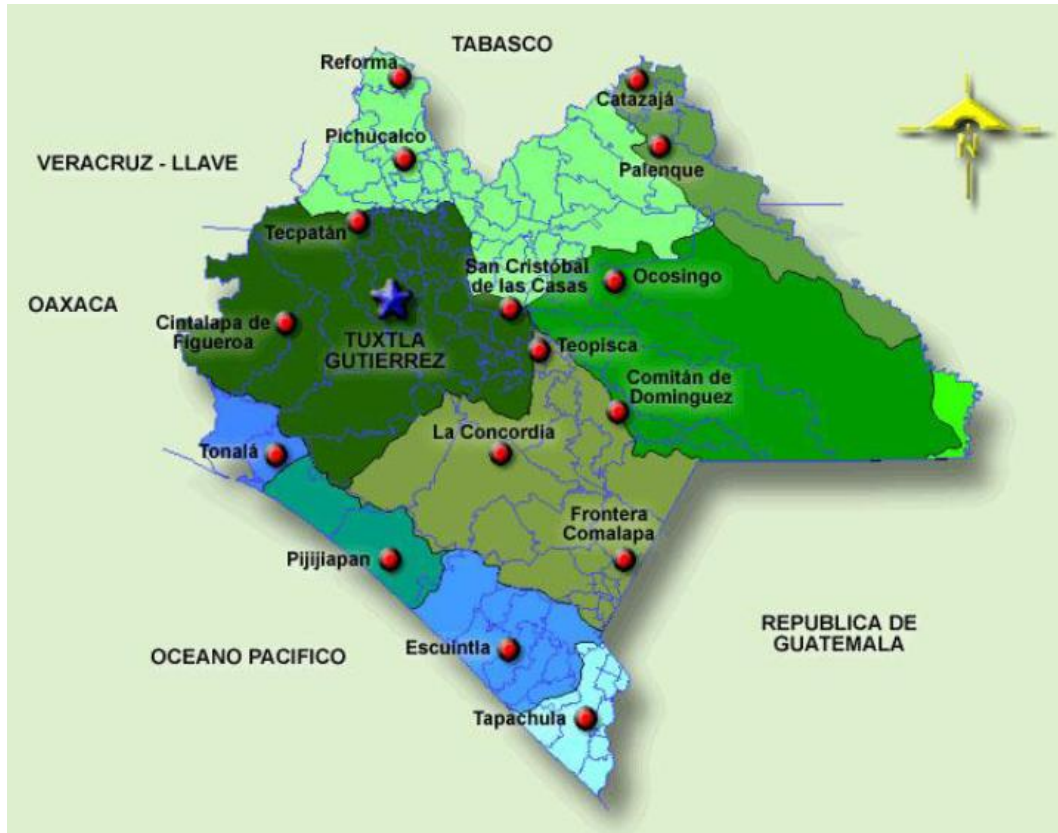 TABASCO
Reforma
Catazajá
Pichucalco
VERACRUZ - LLAVE
Palenque
N
Tecpatán
San Cristóbal
de las Casas
Ocosingo
OAXACA
Cintalapa de
Figueroa
TUXTLA
GUTIERREZ
Teopisca
Comitán de
Dominguez
La Concordia
Tonalá
Frontera
Comalapa
Pijijiapan
REPUBLICA DE
GUATEMALA
Escuintla
OCEANO PACIFICO
Tapachula